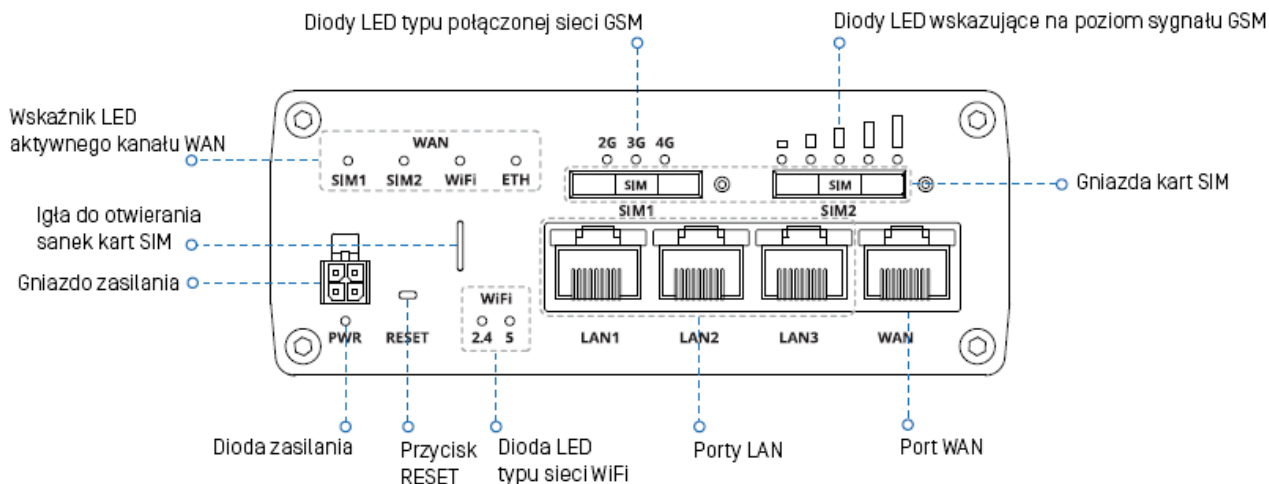 Diody LED typu połączonej sieci GSM
Diody LED wskazujące na poziom sygnału GSM
Wskaźnik LED
aktywnego kanału WAN
WAN
SIM1 SIM2 WiFi ETH
2G 3G 4G
SIM
SIM
SIM1
SIM2
Gniazda kart SIM
Igła do otwierania
sanek kart SIM
Gniazdo zasilania
PWR
RESET
WiFi
2.4 5
LAN1
LAN2
LAN3
WAN
Dioda zasilania
Przycisk
RESET
Dioda LED
typu sieci WiFi
Porty LAN
Port WAN